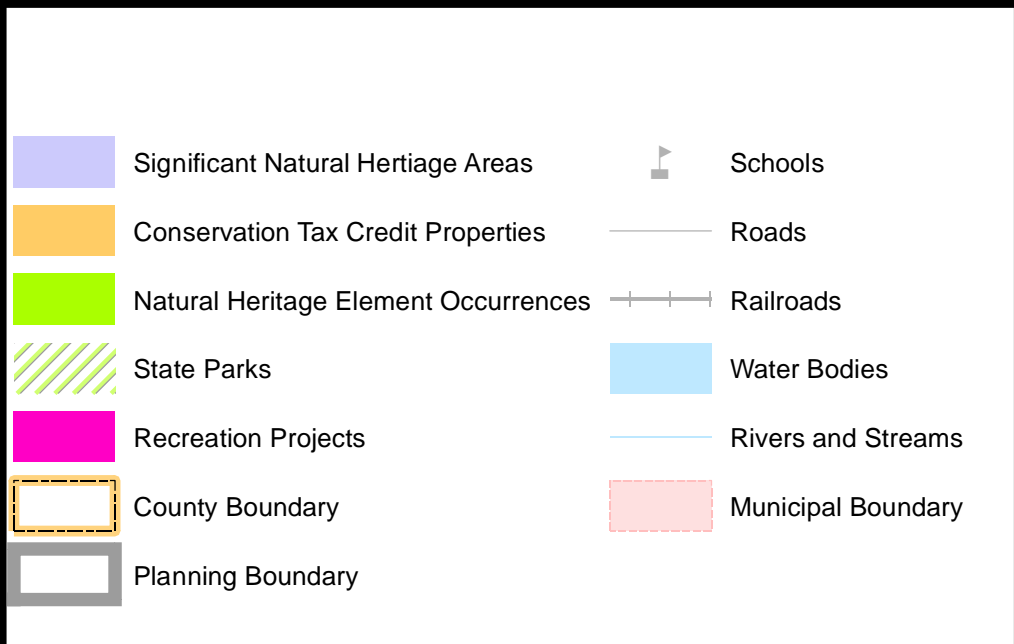 Significant Natural Hertiage Areas
Conservation Tax Credit Properties
Natural Heritage Element Occurrences
State Parks
Recreation Projects
County Boundary
Planning Boundary
Schools
Roads
Railroads
Water Bodies
Rivers and Streams
Municipal Boundary